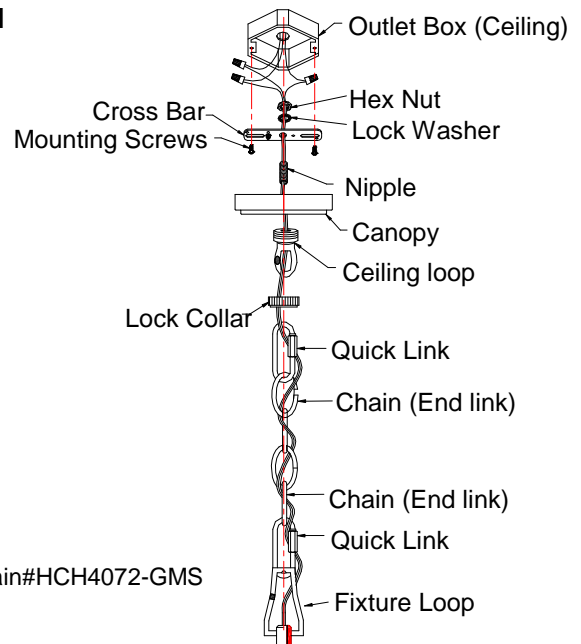 Outlet Box (Ceiling)
Hex Nut
Cross Bar
Lock Washer
Mounting Screws
Nipple
Canopy
Ceiling loop
Lock Collar
Quick Link
Chain (End link)
Chain (End link)
Quick Link
ain#HCH4072-GMS
Fixture Loop